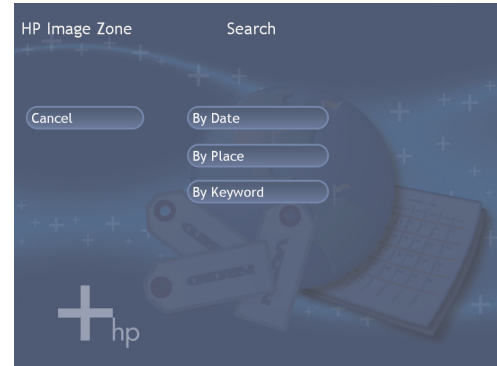 HP Image Zone
Search
Cancel
By Date
By Place
By Keyword
hp